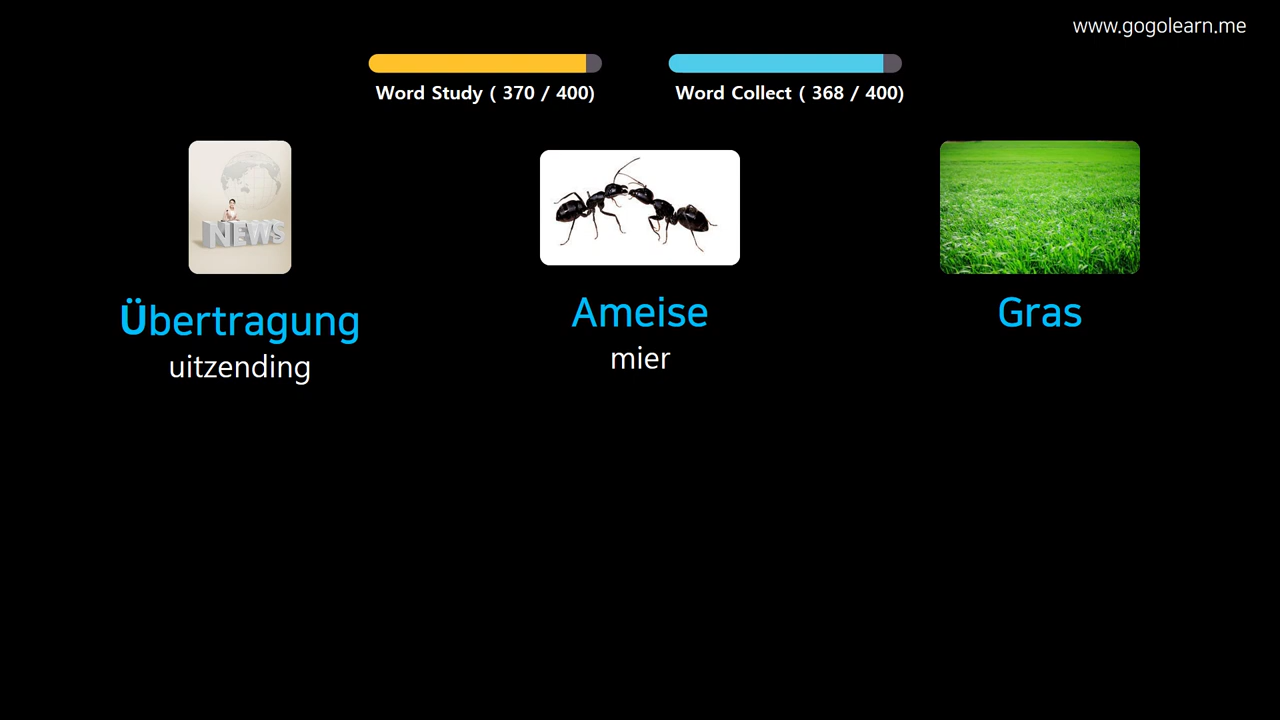 www.gogolearn.me
Word Study ( 370 / 400)
Word Collect ( 368 / 400)
NEWS
Übertragung
uitzending
Ameise
mier
Gras